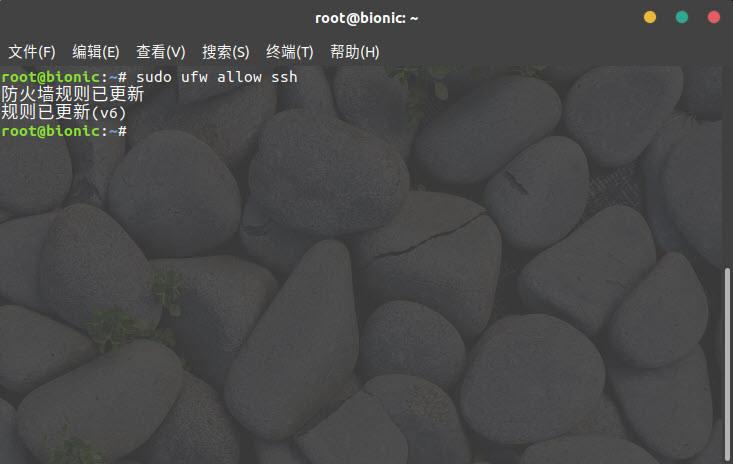 root@bionic: ~
文件(F) 编辑(E) 查看(V) 搜索(S) 终端(T) 帮助(H)
root@bionic:~# sudo ufw allow ssh
防火墙规则已更新
规则已更新(v6)
root@bionic:~#